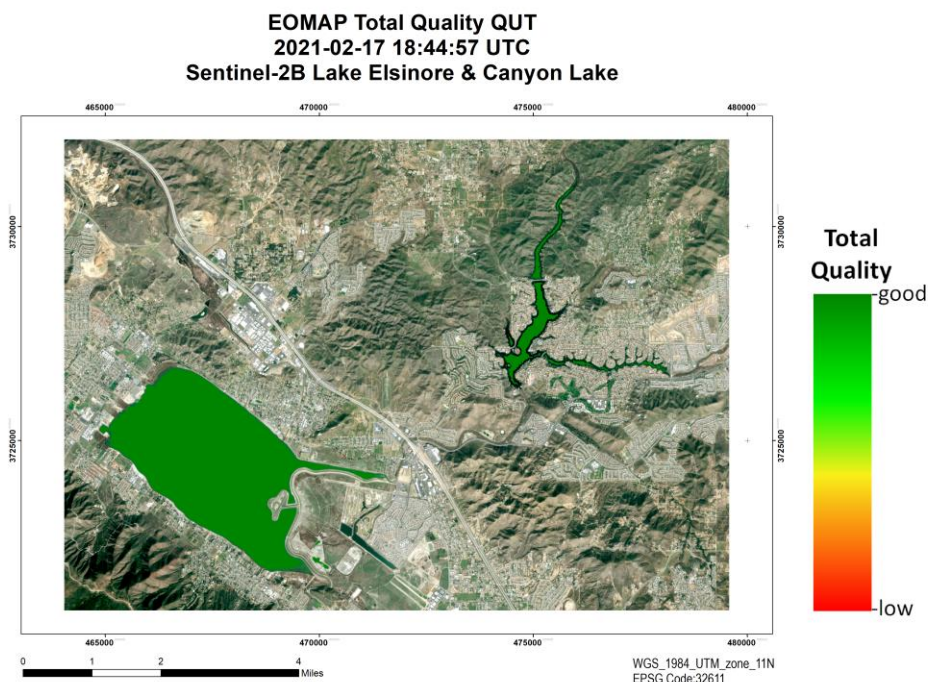 EOMAP Total Quality QUT
2021-02-17 18:44:57 UTC
Sentinel-2B Lake Elsinore & Canyon Lake
465000 470000 475000 480000
3730000
3730000
3725000
3725000
Total
Quality
good
low
465000 470000 475000 480000
0 1 2 4
Miles
WGS_1984_UTM_zone_11N
EPSG Code:32611